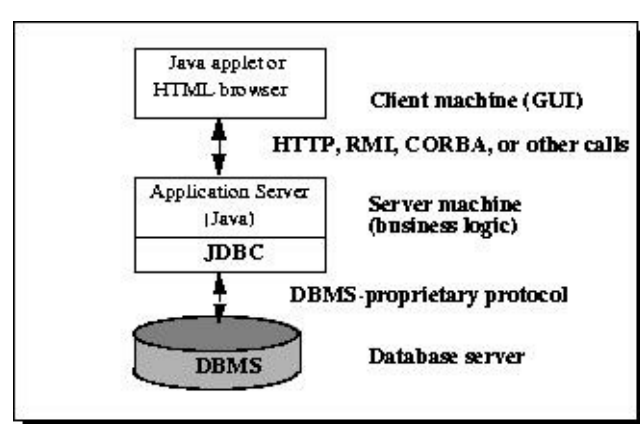 Java applet or
HTML browser
Client machine (GUI)
HTTP, RMI, CORBA, or other calls
Application Server
(Java)
JDBC
Server machine
(business logic)
DBMS-proprietary protocol
DBMS
Database server